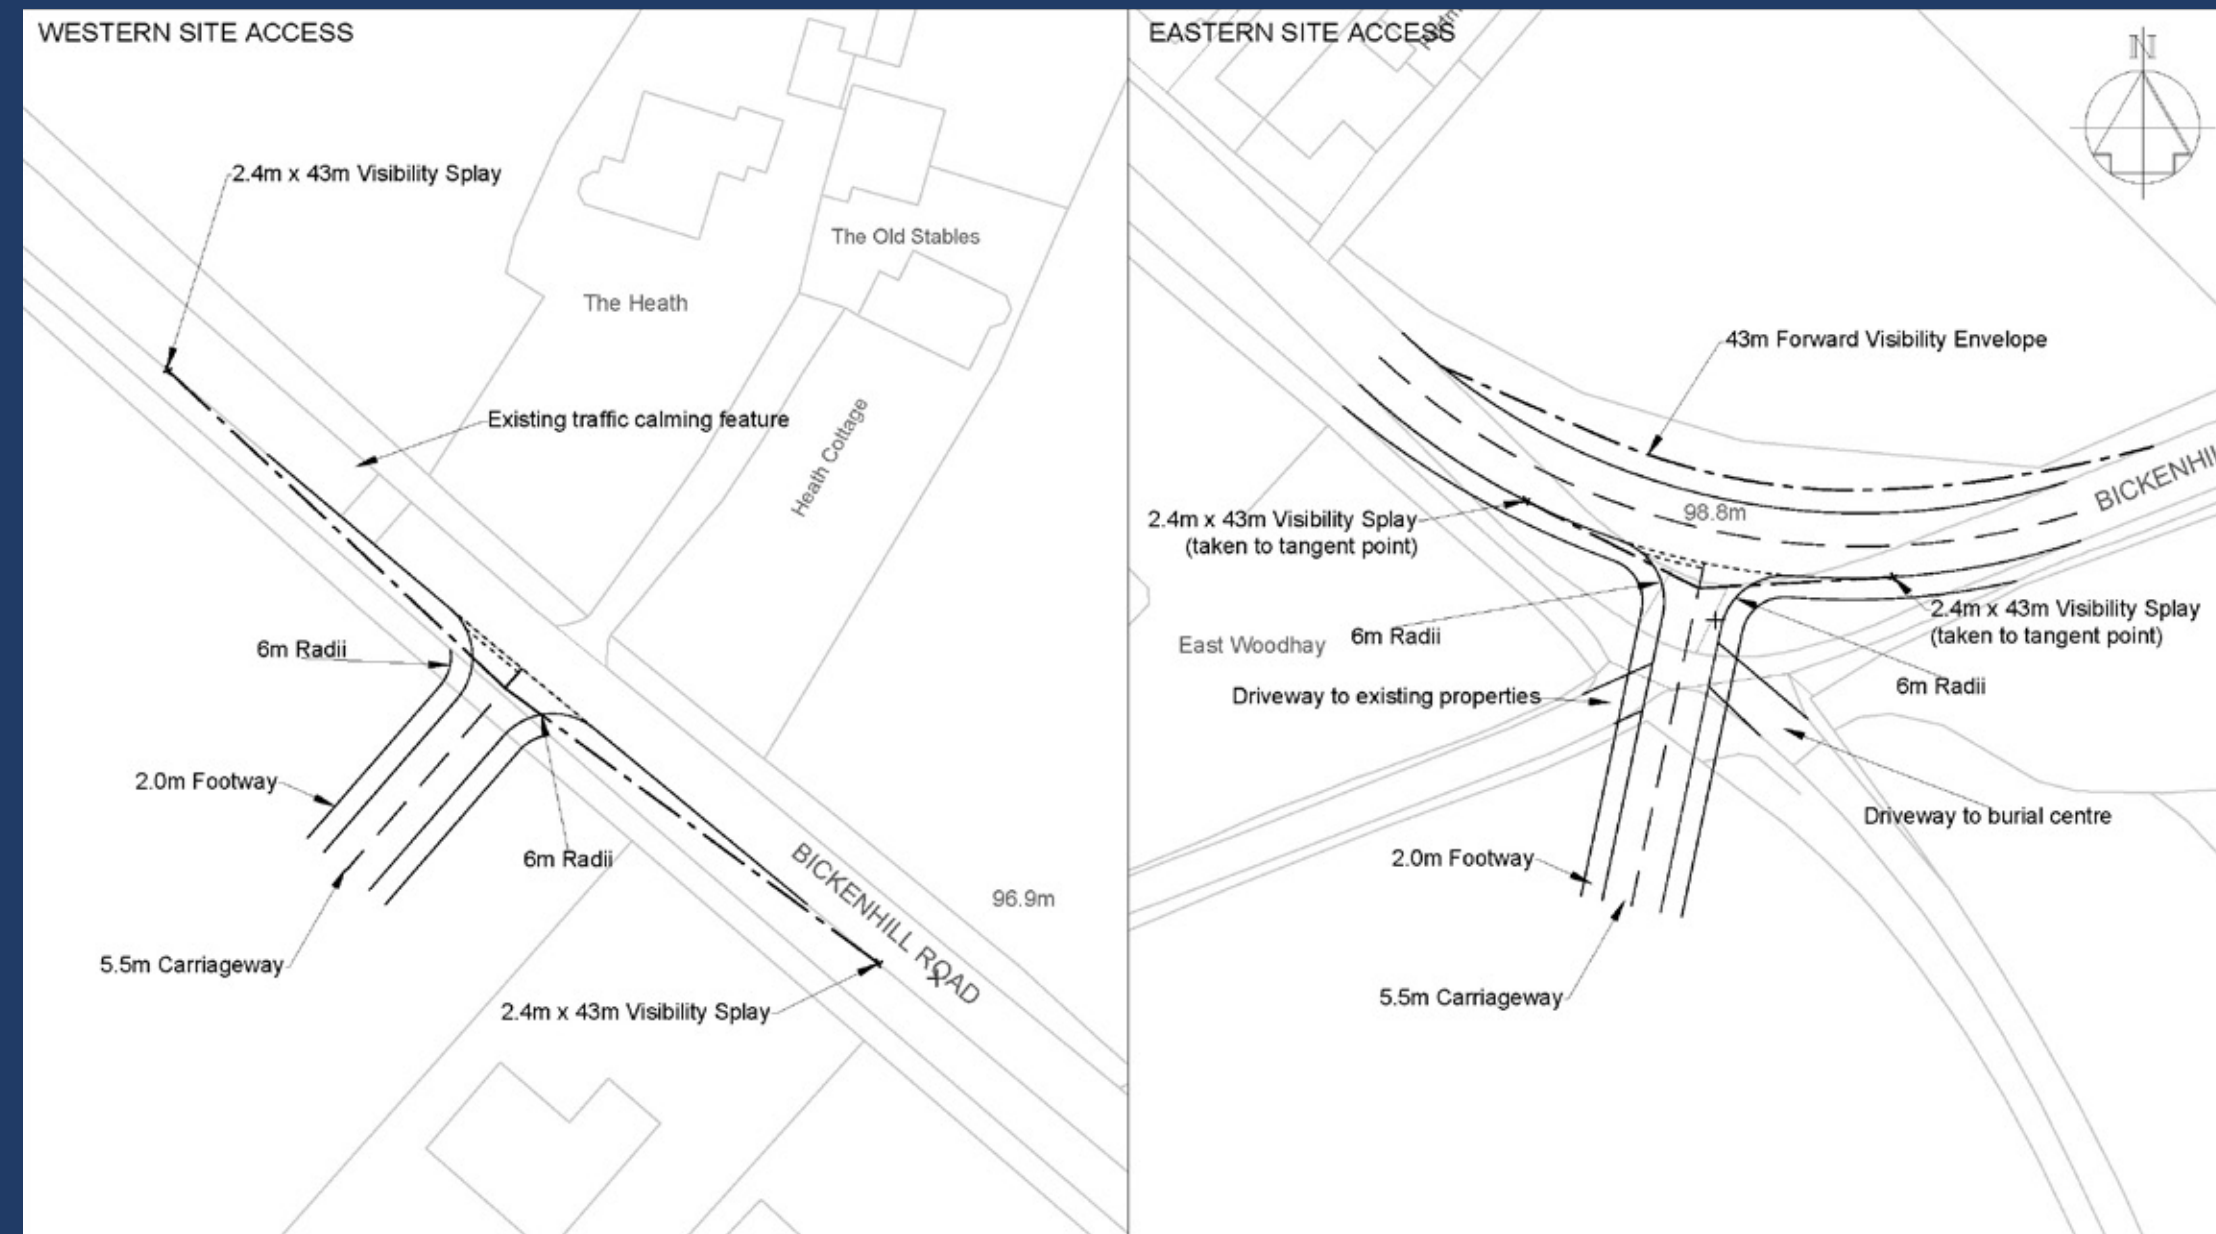 WESTERN SITE ACCESS
2.4m x 43m Visibility Splay
The Old Stables
The Heath
Existing traffic calming feature
Heath Cottage
6m Radii
2.0m Footway
6m Radii
BICKENHILL ROAD
96.9m
5.5m Carriageway
2.4m x 43m Visibility Splay
EASTERN SITE ACCESS
N
43m Forward Visibility Envelope
BICKENHI
98.8m
2.4m x 43m Visibility Splay
(taken to tangent point)
2.4m x 43m Visibility Splay
(taken to tangent point)
East Woodhay
6m Radii
6m Radii
Driveway to existing properties
Driveway to burial centre
2.0m Footway
5.5m Carriageway